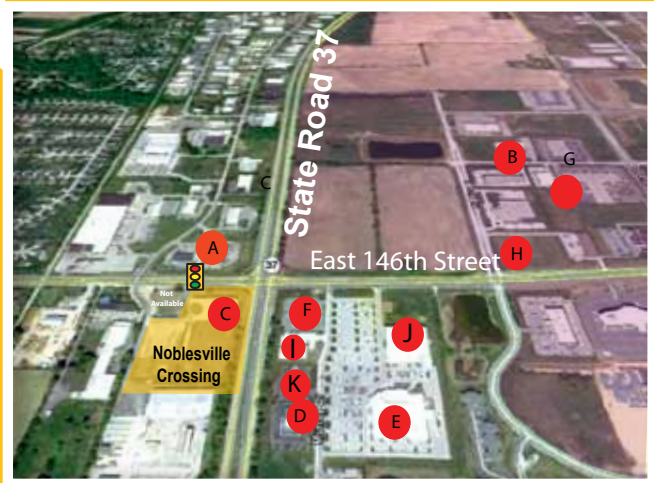 State Road 37
C
B
G
A
H
37
East 146th Street
Not
Available
C
F
J
I
Noblesville
Crossing
K
D
E